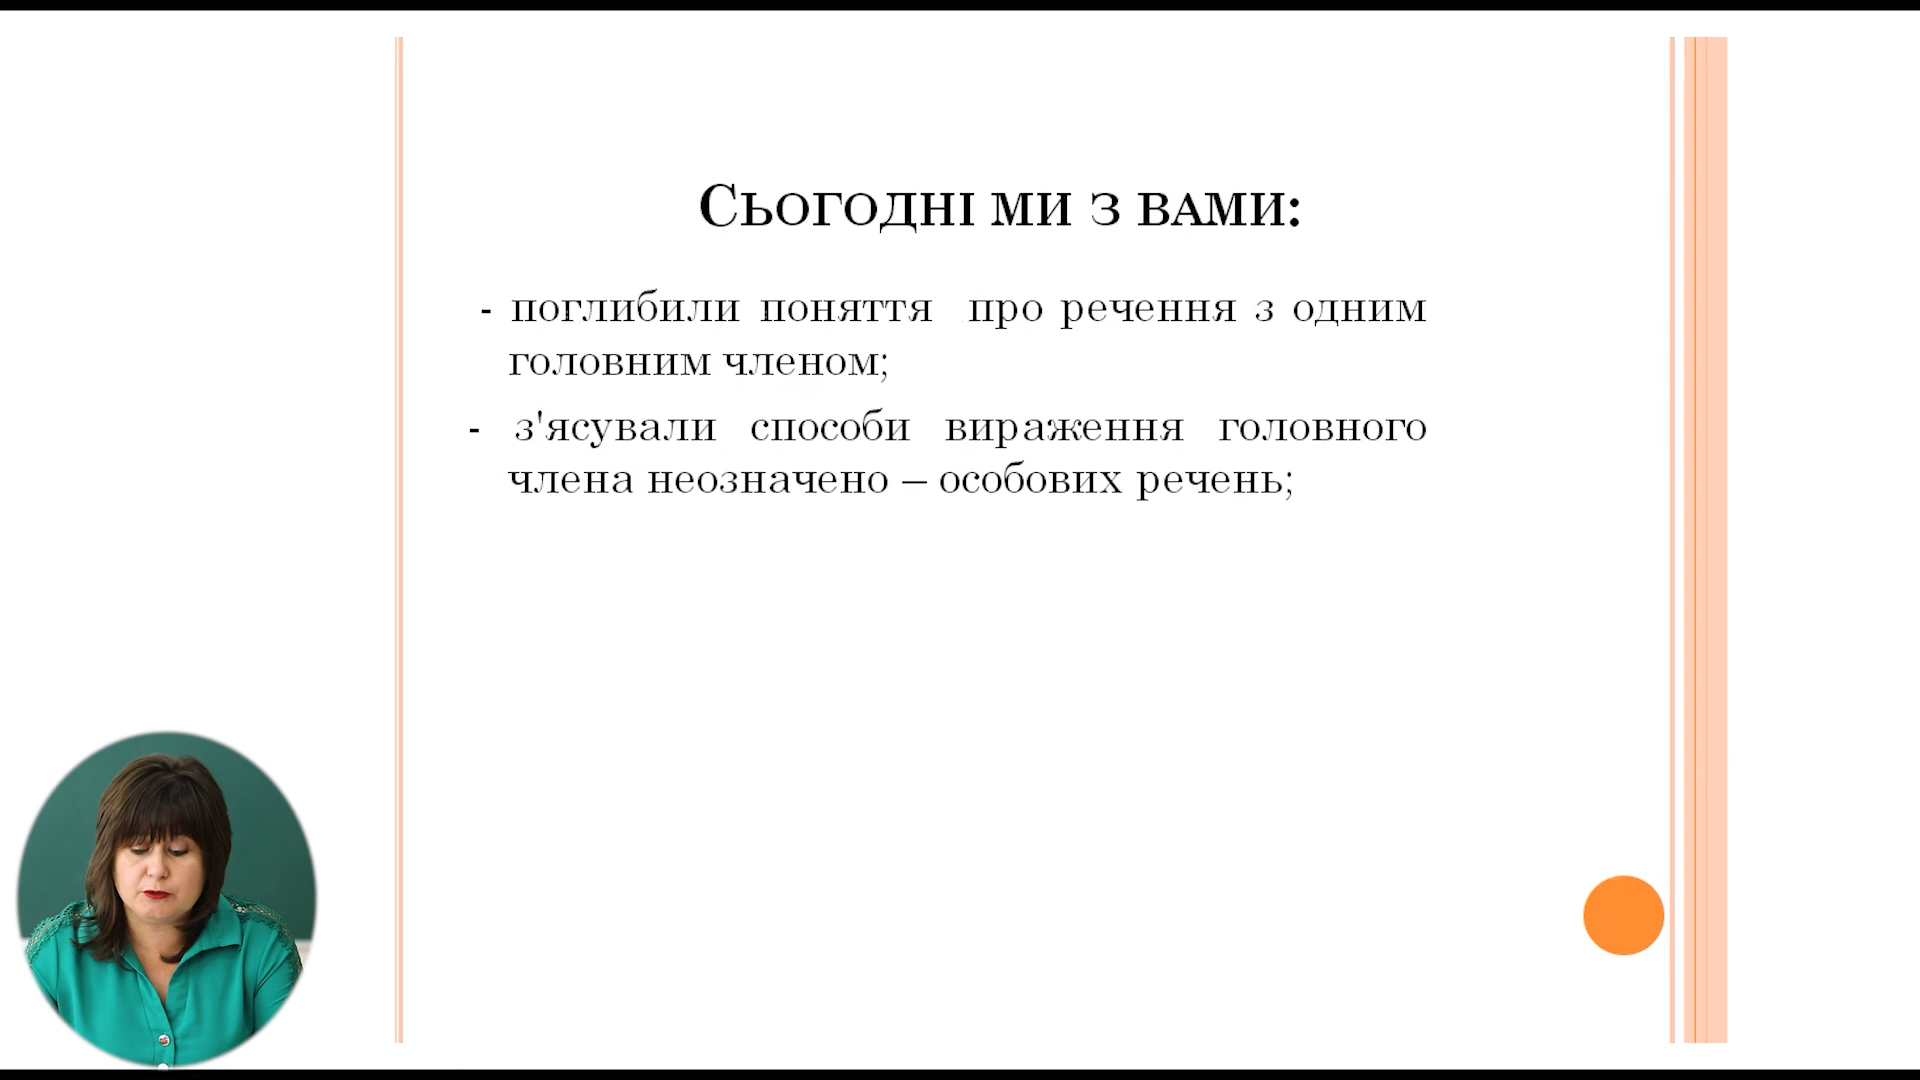 Сьогодні ми з вами:
- поглибили поняття про речення з одним
головним членом;
- з'ясували способи вираження головного
члена неозначено – особових речень;